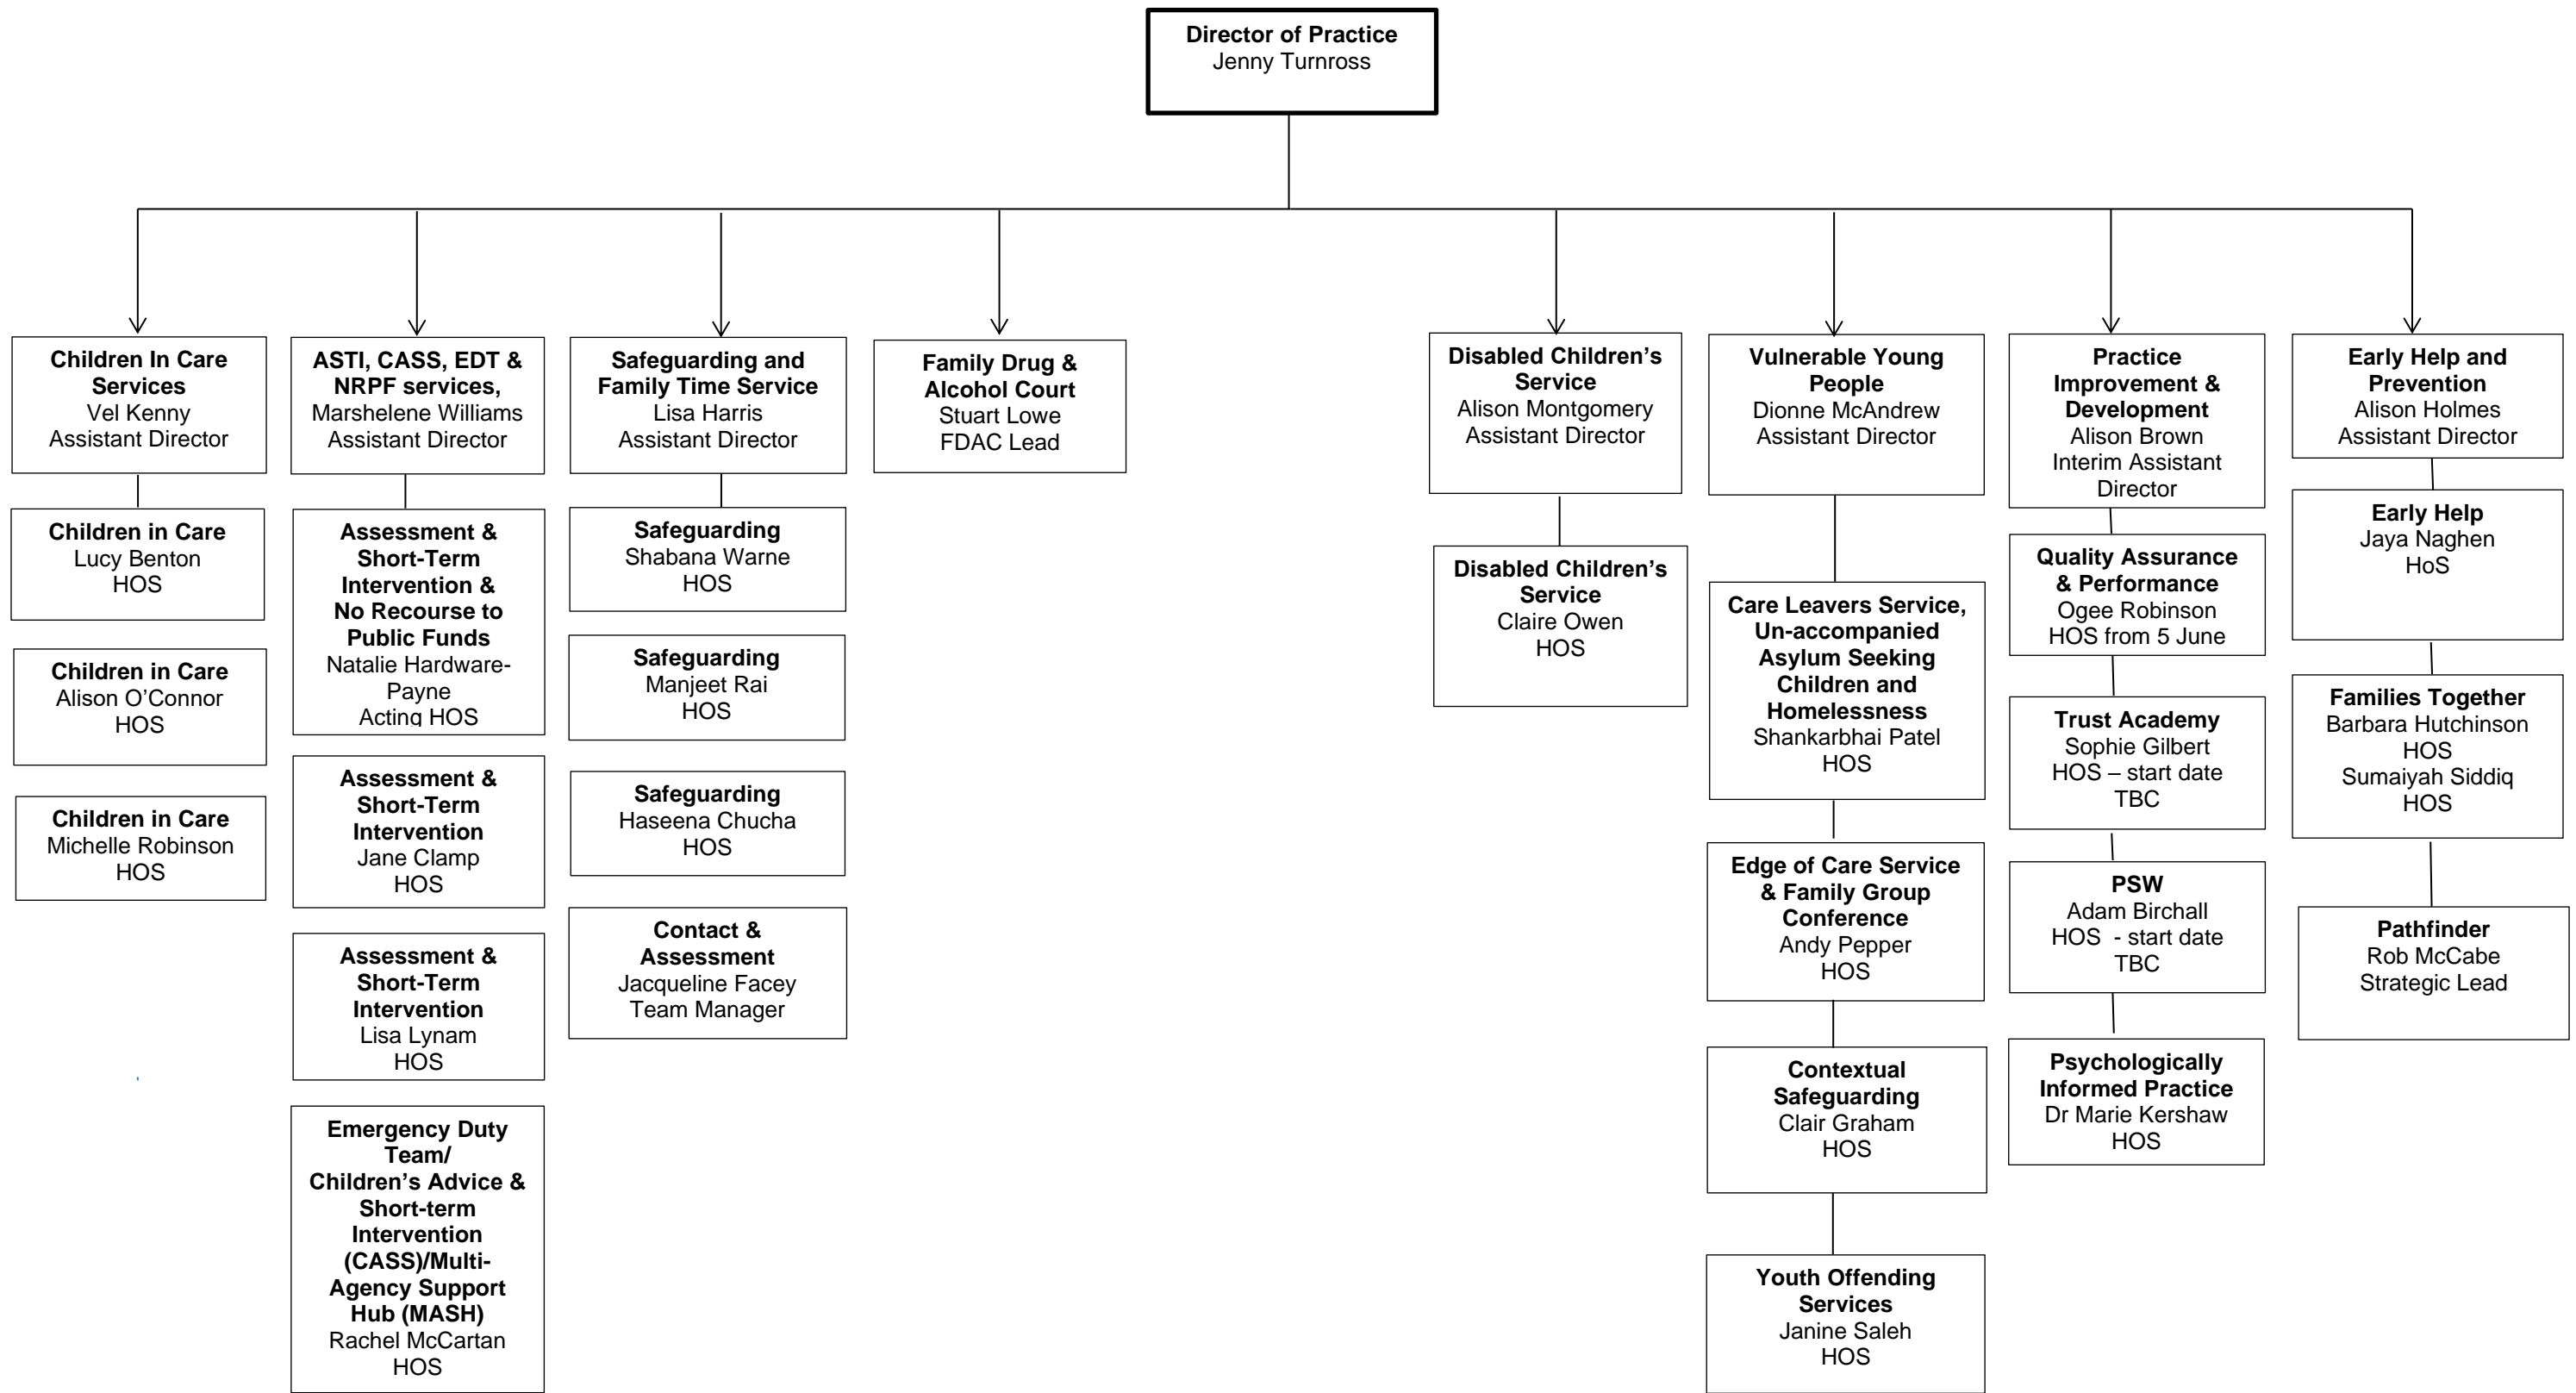 Director of Practice
Jenny Turnross
Children In Care
Services
Vel Kenny
Assistant Director
Children in Care
Lucy Benton
HOS
Children in Care
Alison O’Connor
HOS
Children in Care
Michelle Robinson
HOS
ASTI, CASS, EDT &
NRPF services,
Marshelene Williams
Assistant Director
Assessment &
Short-Term
Intervention &
No Recourse to
Public Funds
Natalie Hardware-
Payne
Acting HOS
Assessment &
Short-Term
Intervention
Jane Clamp
HOS
Assessment &
Short-Term
Intervention
Lisa Lynam
HOS
Emergency Duty
Team/
Children’s Advice &
Short-term
Intervention
(CASS)/Multi-
Agency Support
Hub (MASH)
Rachel McCartan
HOS
Safeguarding and
Family Time Service
Lisa Harris
Assistant Director
Safeguarding
Shabana Warne
HOS
Safeguarding
Manjeet Rai
HOS
Safeguarding
Haseena Chucha
HOS
Contact &
Assessment
Jacqueline Facey
Team Manager
Family Drug &
Alcohol Court
Stuart Lowe
FDAC Lead
Disabled Children’s
Service
Alison Montgomery
Assistant Director
Disabled Children’s
Service
Claire Owen
HOS
Vulnerable Young
People
Dionne McAndrew
Assistant Director
Care Leavers Service,
Un-accompanied
Asylum Seeking
Children and
Homelessness
Shankarbhai Patel
HOS
Edge of Care Service
& Family Group
Conference
Andy Pepper
HOS
Contextual
Safeguarding
Clair Graham
HOS
Youth Offending
Services
Janine Saleh
HOS
Practice
Improvement &
Development
Alison Brown
Interim Assistant
Director
Quality Assurance
& Performance
Ogee Robinson
HOS from 5 June
Trust Academy
Sophie Gilbert
HOS – start date
TBC
PSW
Adam Birchall
HOS - start date
TBC
Psychologically
Informed Practice
Dr Marie Kershaw
HOS
Early Help and
Prevention
Alison Holmes
Assistant Director
Early Help
Jaya Naghen
HoS
Families Together
Barbara Hutchinson
HOS
Sumaiyah Siddiq
HOS
Pathfinder
Rob McCabe
Strategic Lead